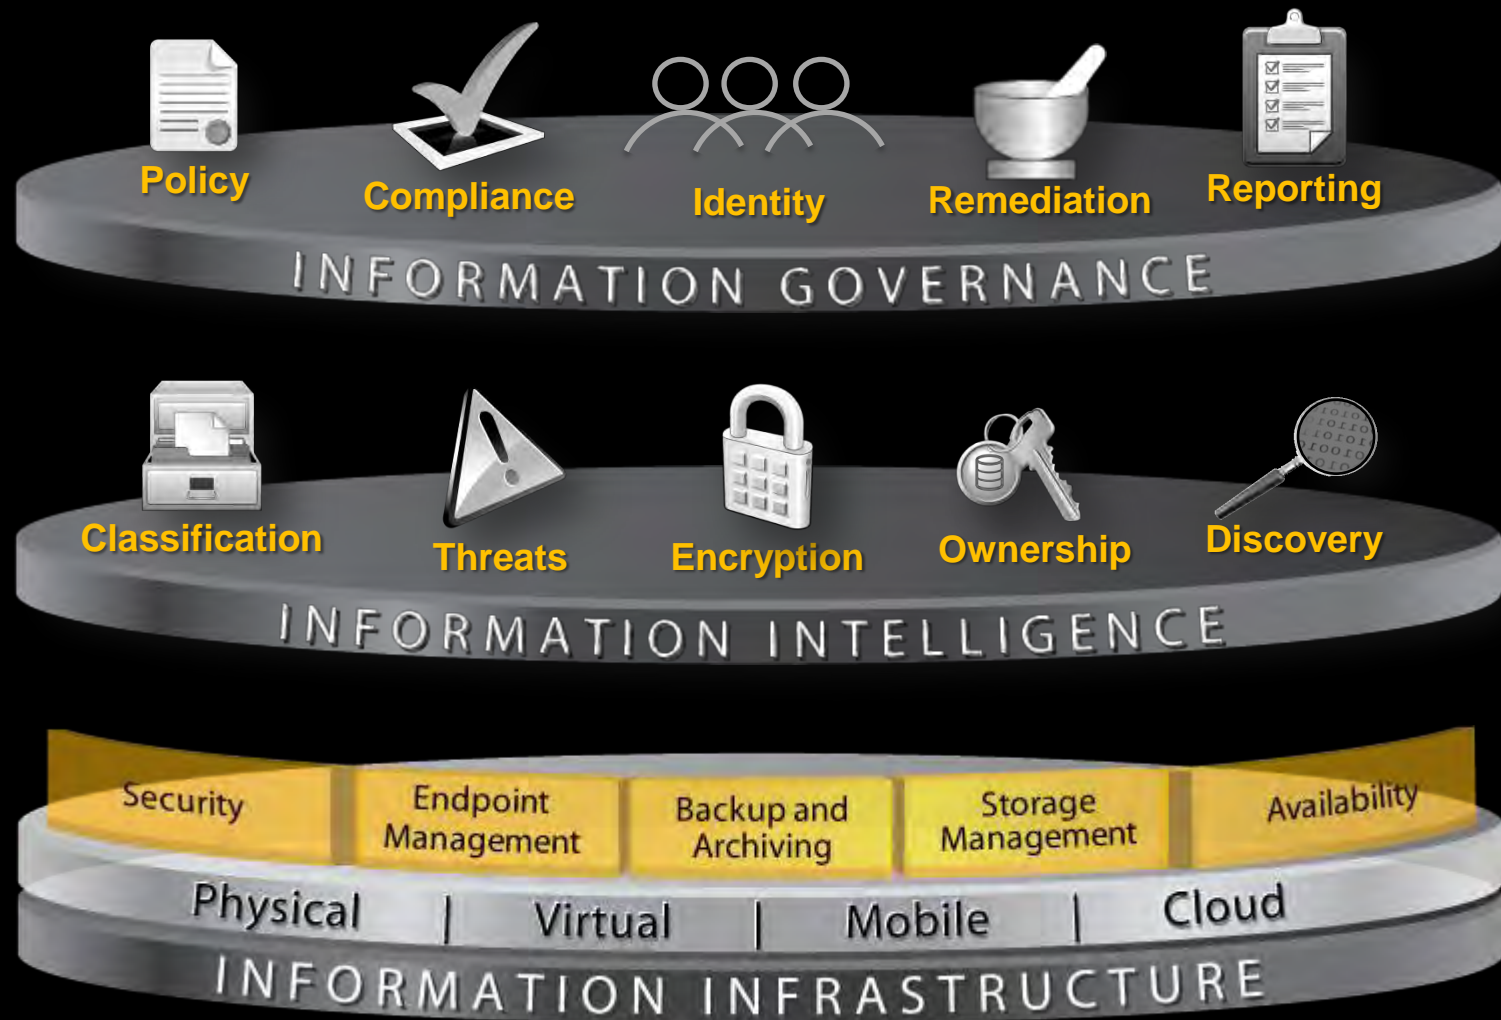 Policy
Compliance
Identity
Remediation
Reporting
INFORMATION GOVERNANCE
Classification
Threats
Encryption
Ownership
Discovery
INFORMATION INTELLIGENCE
Security
Endpoint
Management
Backup and
Archiving
Storage
Management
Availability
Physical | Virtual | Mobile | Cloud
INFORMATION INFRASTRUCTURE